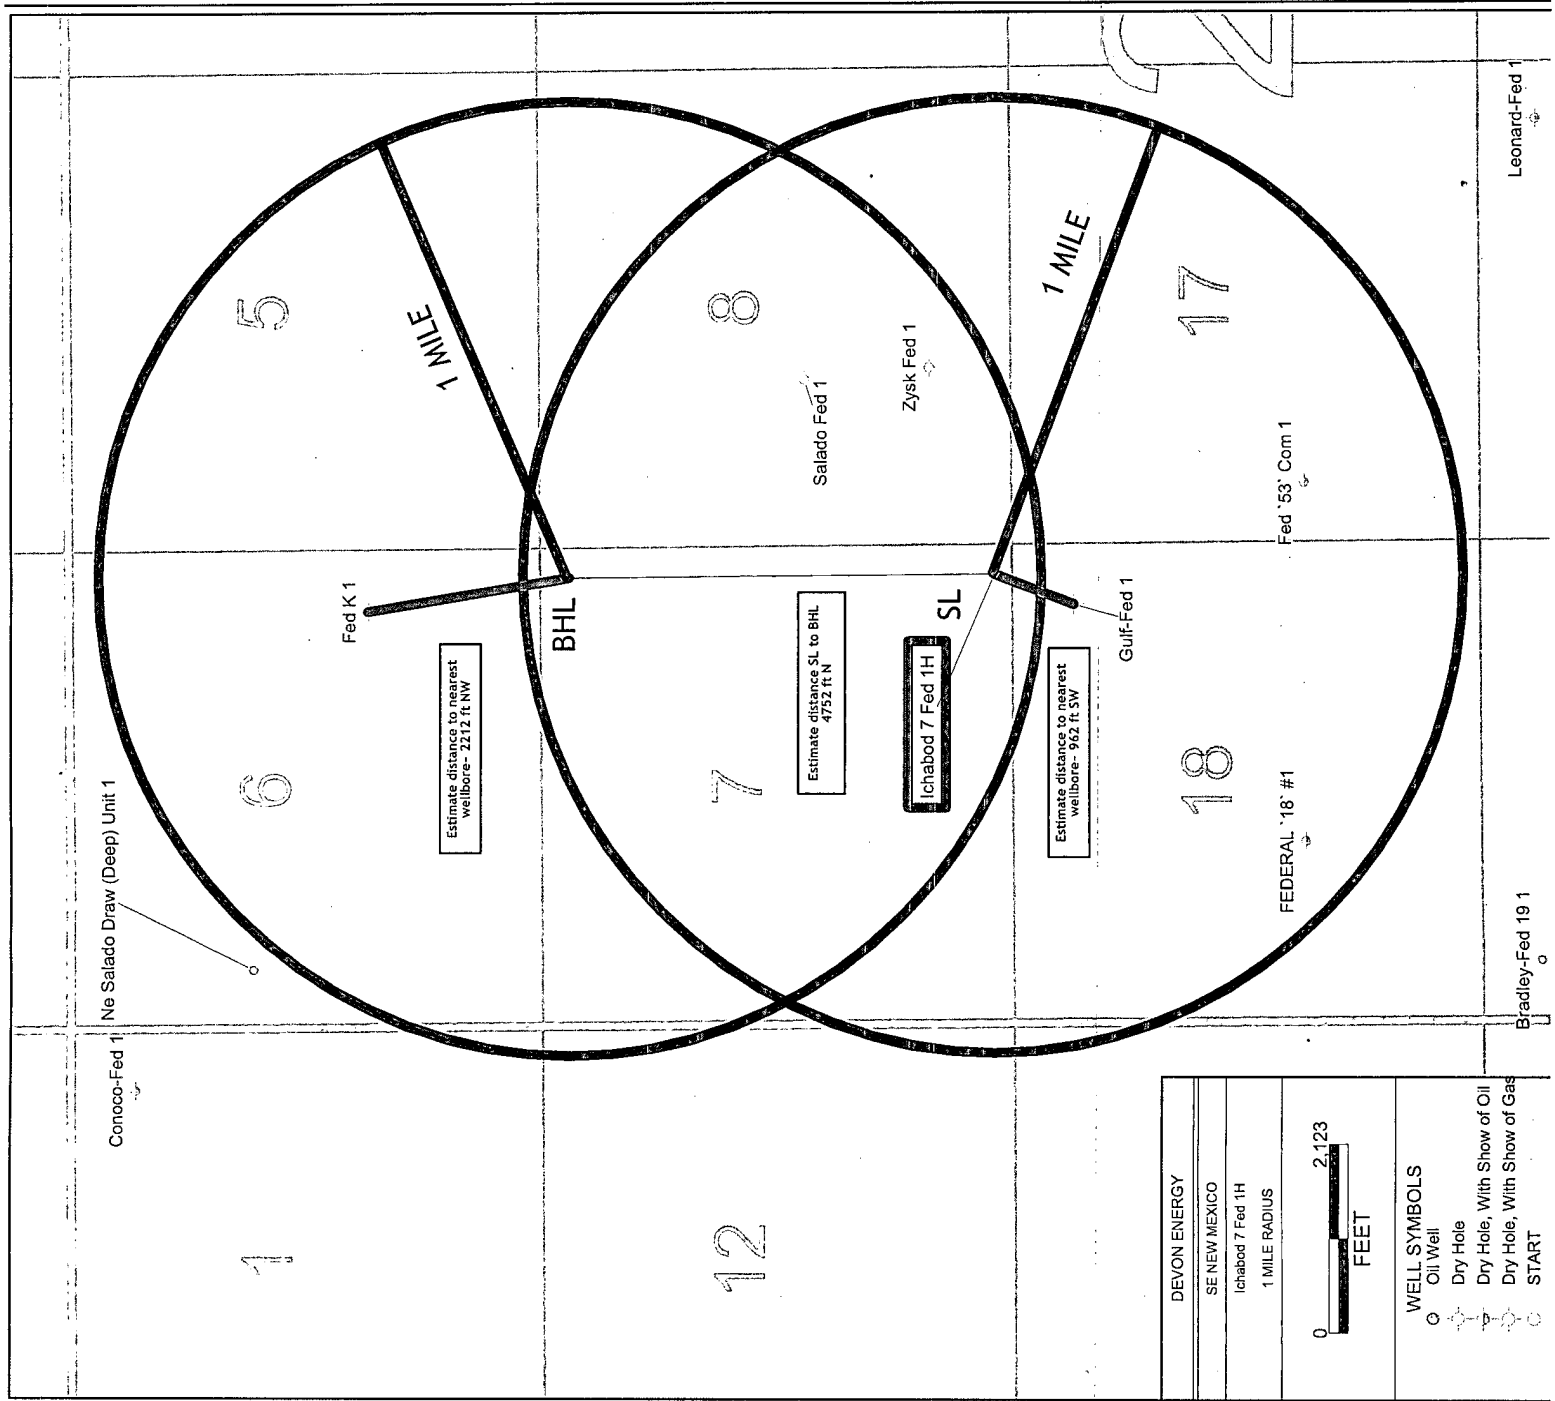 Conoco-Fed 1
Ne Salado Draw (Deep) Unit 1
6
5
1
Fed K 1
1 MILE
Estimate distance to nearest
wellbore- 2212 ft NW
BHL
12
7
8
Estimate distance SL to BHL
4752 ft N
Salado Fed 1
Zysk Fed 1
Ichabod 7 Fed 1H
SL
1 MILE
Estimate distance to nearest
wellbore- 962 ft SW
Gulf-Fed 1
18
17
FEDERAL `18` #1
Fed `53` Com 1
Bradley-Fed 19 1
Leonard-Fed 1
DEVON ENERGY
SE NEW MEXICO
Ichabod 7 Fed 1H
1 MILE RADIUS
0 2,123
FEET
WELL SYMBOLS
Oil Well
Dry Hole
Dry Hole, With Show of Oil
Dry Hole, With Show of Gas
START